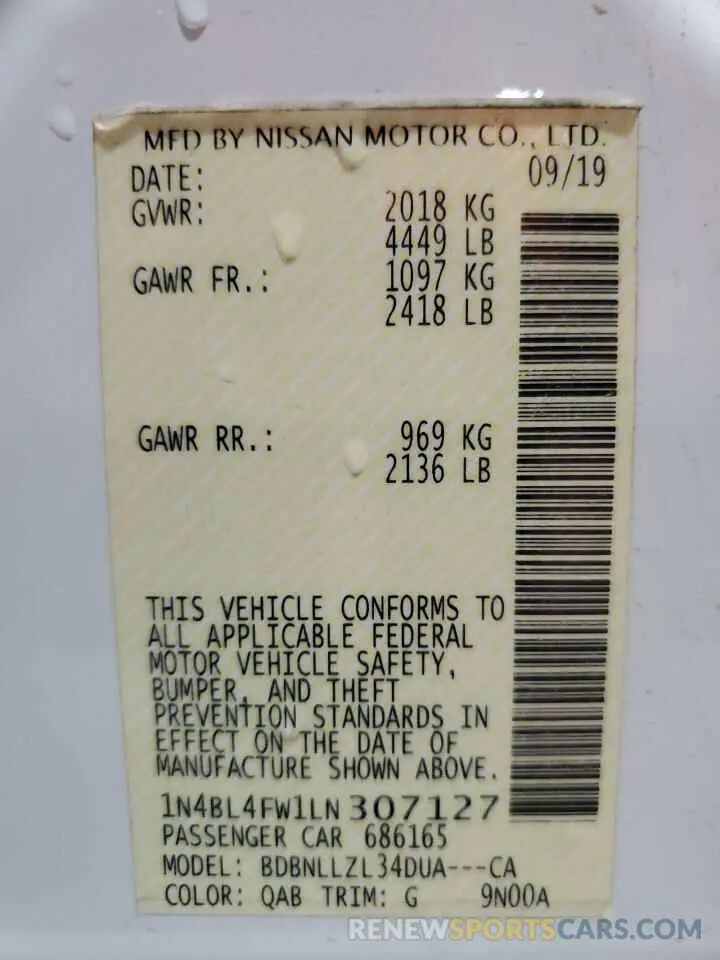 MFD BY NISSAN MOTOR CO., LTD.
DATE: 09/19
GVWR: 2018 KG
4449 LB
GAWR FR.: 1097 KG
2418 LB
GAWR RR.: 969 KG
2136 LB
THIS VEHICLE CONFORMS TO
ALL APPLICABLE FEDERAL
MOTOR VEHICLE SAFETY,
BUMPER, AND THEFT
PREVENTION STANDARDS IN
EFFECT ON THE DATE OF
MANUFACTURE SHOWN ABOVE.
1N4BL4FW1LN307127
PASSENGER CAR 686165
MODEL: BDBNLLZL34DUA---CA
COLOR: QAB TRIM: G 9N00A
RENEWSPORTSCARS.COM